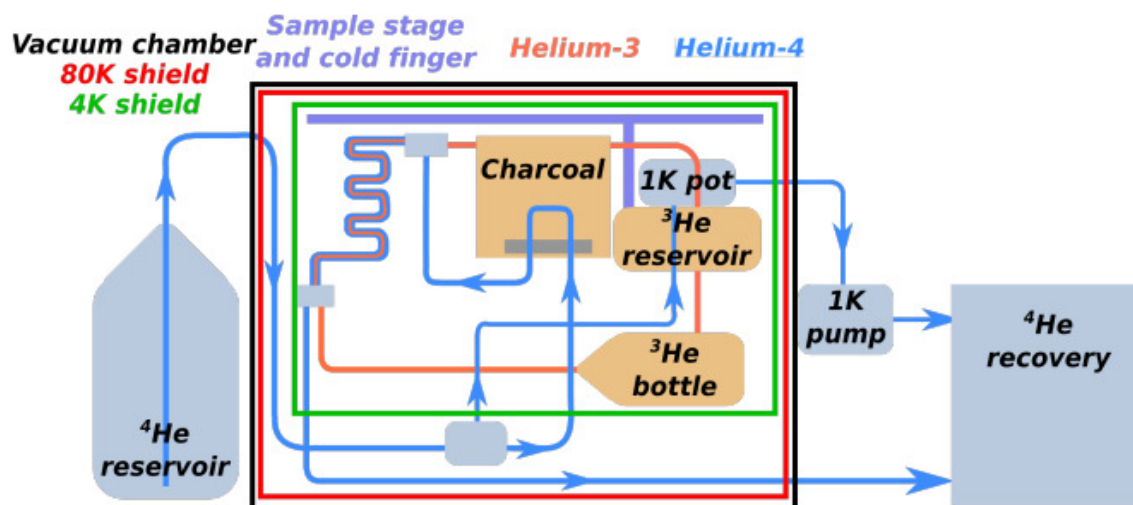 Vacuum chamber
80K shield
4K shield
Sample stage
and cold finger
Helium-3
Helium-4
Charcoal
1K pot
³He
reservoir
³He
bottle
1K
pump
⁴He
reservoir
⁴He
recovery